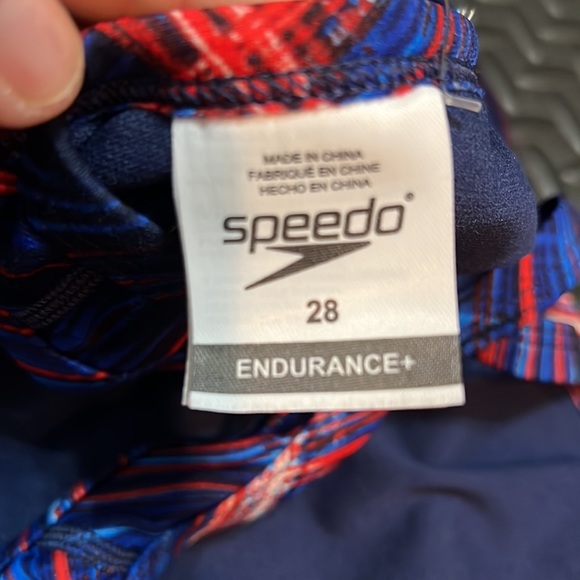 MADE IN CHINA
FABRIQUÉ EN CHINE
HECHO EN CHINA
speedo®
28
ENDURANCE+